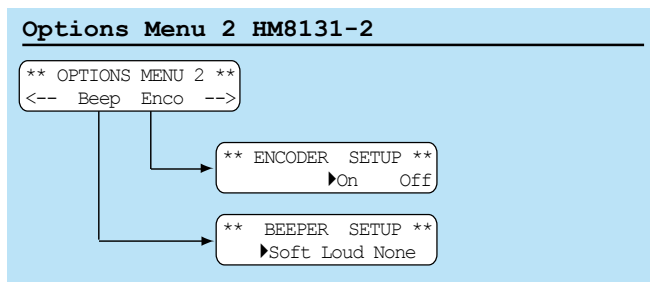 Options Menu 2 HM8131-2
** OPTIONS MENU 2 **
<-- Beep Enco -->
** ENCODER SETUP **
▶On Off
** BEEPER SETUP **
▶Soft Loud None